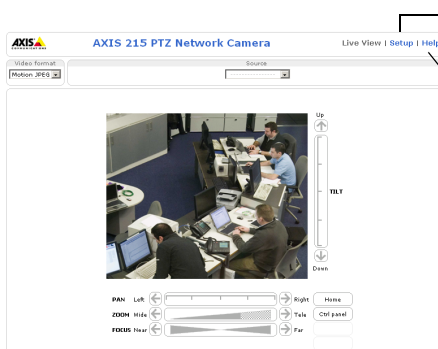 AXIS
COMMUNICATIONS
AXIS 215 PTZ Network Camera
Live View | Setup | Help
Video format
Source
Motion JPEG
Up
TILT
Down
PAN Left Right Home
ZOOM Wide Tele Ctrl panel
FOCUS Near Far